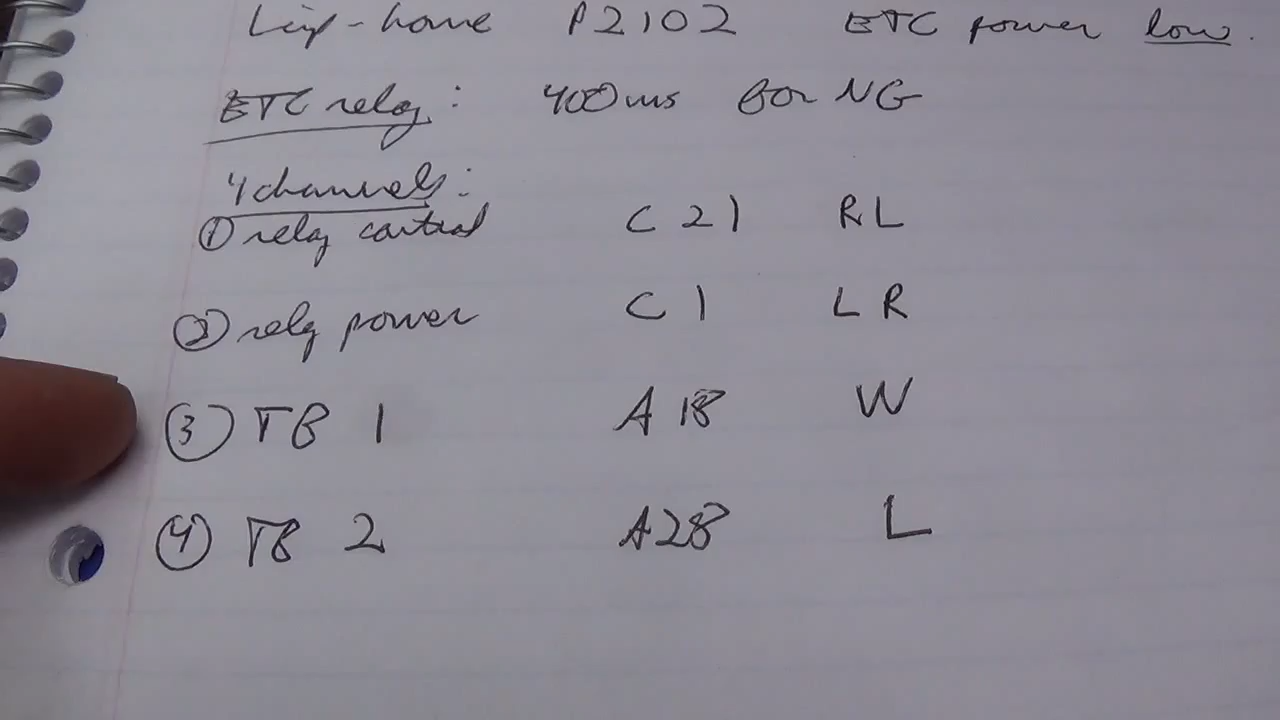 Limp-home P2102 ETC power low.
ETC relay: 400ms for NG
4 channels:
① relay control C21 RL
② relay power C1 LR
③ TB 1 A18 W
④ TB 2 A28 L